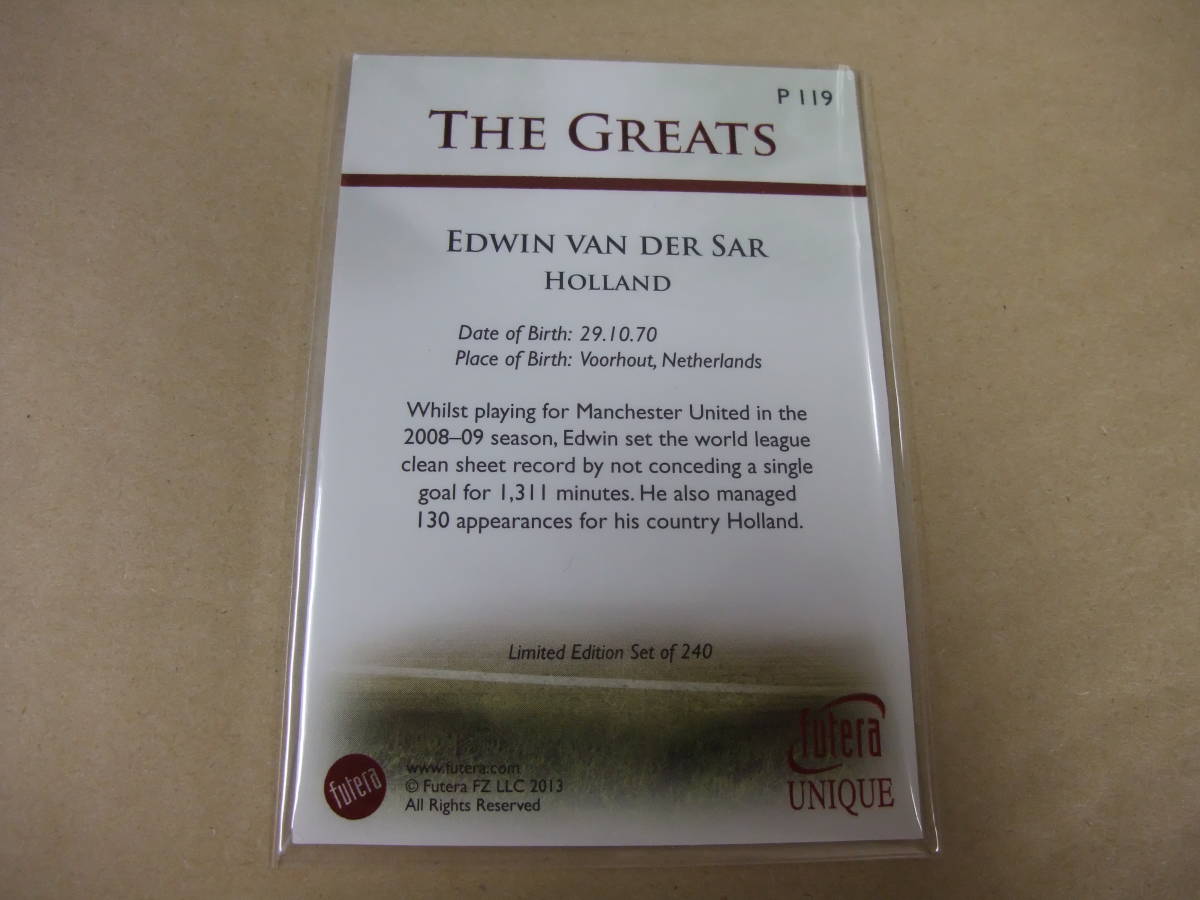 P 119
THE GREATS
EDWIN VAN DER SAR
HOLLAND
Date of Birth: 29.10.70
Place of Birth: Voorhout, Netherlands
Whilst playing for Manchester United in the
2008–09 season, Edwin set the world league
clean sheet record by not conceding a single
goal for 1,311 minutes. He also managed
130 appearances for his country Holland.
Limited Edition Set of 240
futera
www.futera.com
© Futera FZ LLC 2013
All Rights Reserved
futera
UNIQUE